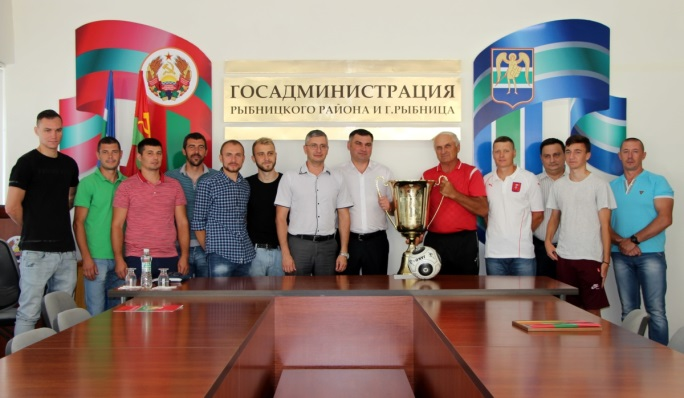 ГОСАДМИНИСТРАЦИЯ
РЫБНИЦКОГО РАЙОНА И Г.РЫБНИЦА